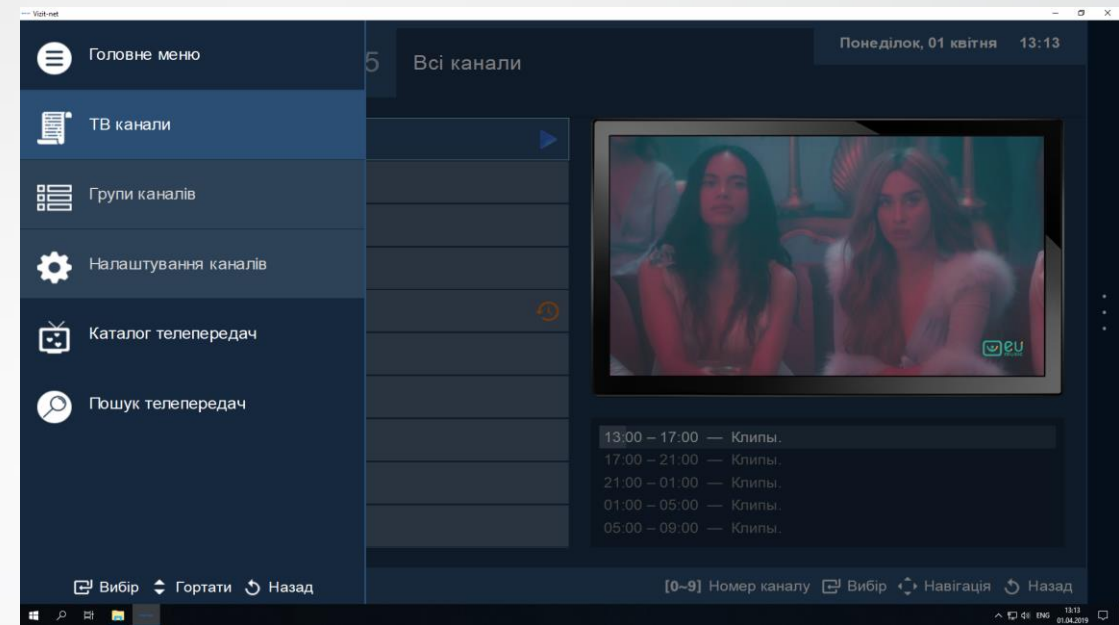 Vizit-net
Головне меню
ТВ канали
Групи каналів
Налаштування каналів
Каталог телепередач
Пошук телепередач
Вибір Гортати Назад
5 Всі канали
Понеділок, 01 квітня 13:13
eu
MUSIC
13:00 – 17:00 — Клипы.
17:00 – 21:00 — Клипы.
21:00 – 01:00 — Клипы.
01:00 – 05:00 — Клипы.
05:00 – 09:00 — Клипы.
[0~9] Номер каналу Вибір Навігація Назад
ENG
13:13
01.04.2019